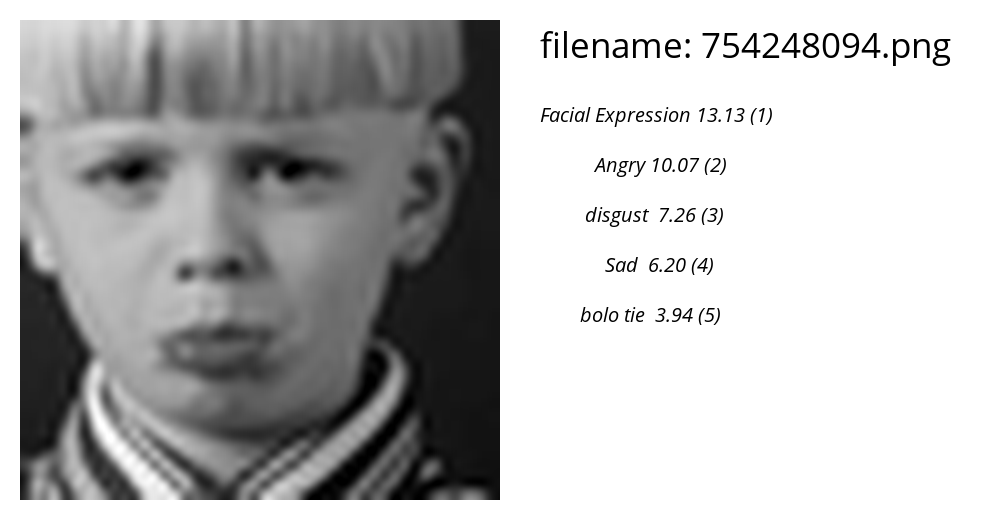 filename: 754248094.png
Facial Expression 13.13 (1)
Angry 10.07 (2)
disgust 7.26 (3)
Sad 6.20 (4)
bolo tie 3.94 (5)